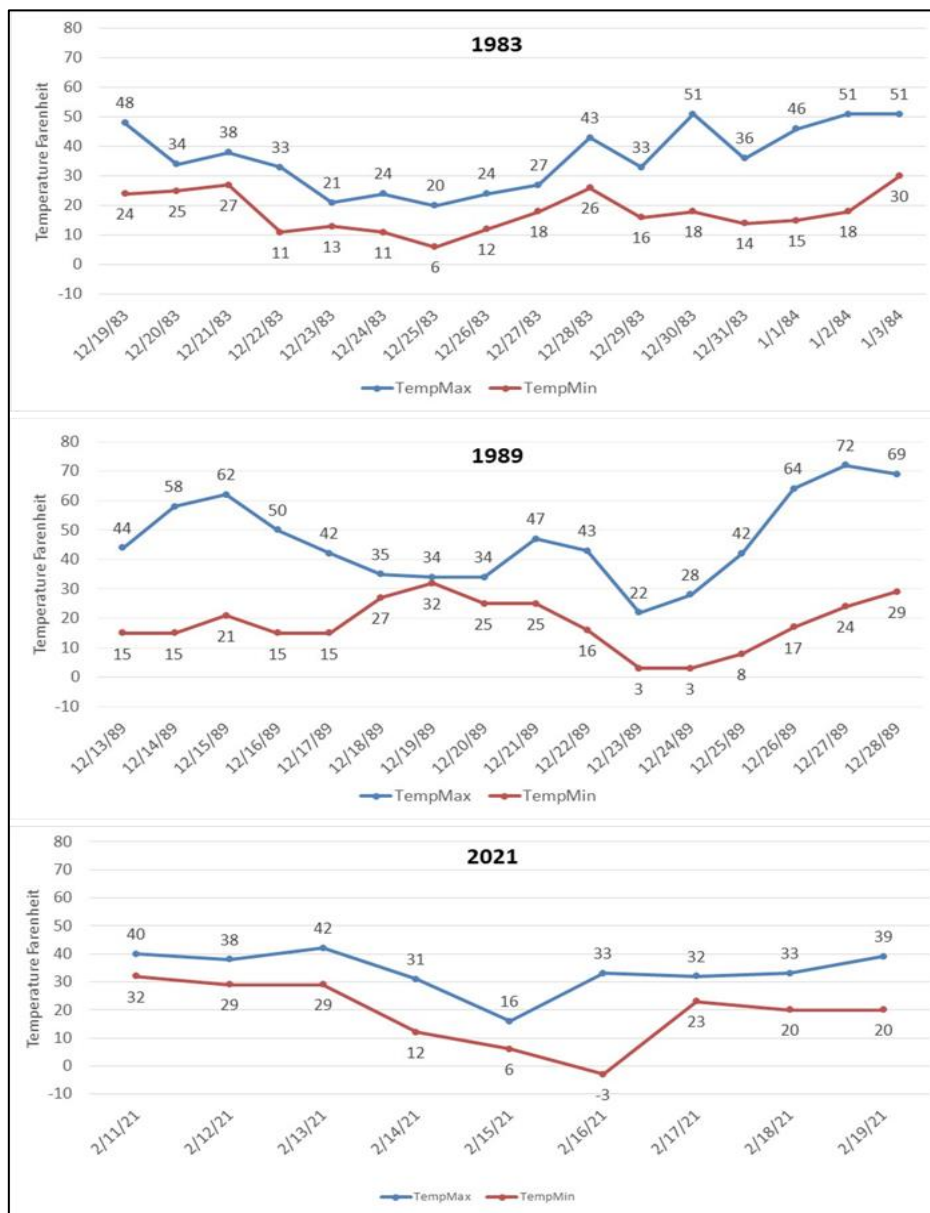 1983
Temperature Farenheit
80
70
60
50
40
30
20
10
0
-10
48 34 38 33 21 24 20 24 27 43 33 51 36 46 51 51
24 25 27 11 13 11 6 12 18 26 16 18 14 15 18 30
12/19/83 12/20/83 12/21/83 12/22/83 12/23/83 12/24/83 12/25/83 12/26/83 12/27/83 12/28/83 12/29/83 12/30/83 12/31/83 1/1/84 1/2/84 1/3/84
TempMax TempMin
1989
Temperature Farenheit
80
70
60
50
40
30
20
10
0
-10
44 58 62 50 42 35 34 34 47 43 22 28 42 64 72 69
15 15 21 15 15 27 32 25 25 16 3 3 8 17 24 29
12/13/89 12/14/89 12/15/89 12/16/89 12/17/89 12/18/89 12/19/89 12/20/89 12/21/89 12/22/89 12/23/89 12/24/89 12/25/89 12/26/89 12/27/89 12/28/89
TempMax TempMin
2021
Temperature Farenheit
80
70
60
50
40
30
20
10
0
-10
40 38 42 31 16 33 32 33 39
32 29 29 12 6 -3 23 20 20
2/11/21 2/12/21 2/13/21 2/14/21 2/15/21 2/16/21 2/17/21 2/18/21 2/19/21
TempMax TempMin